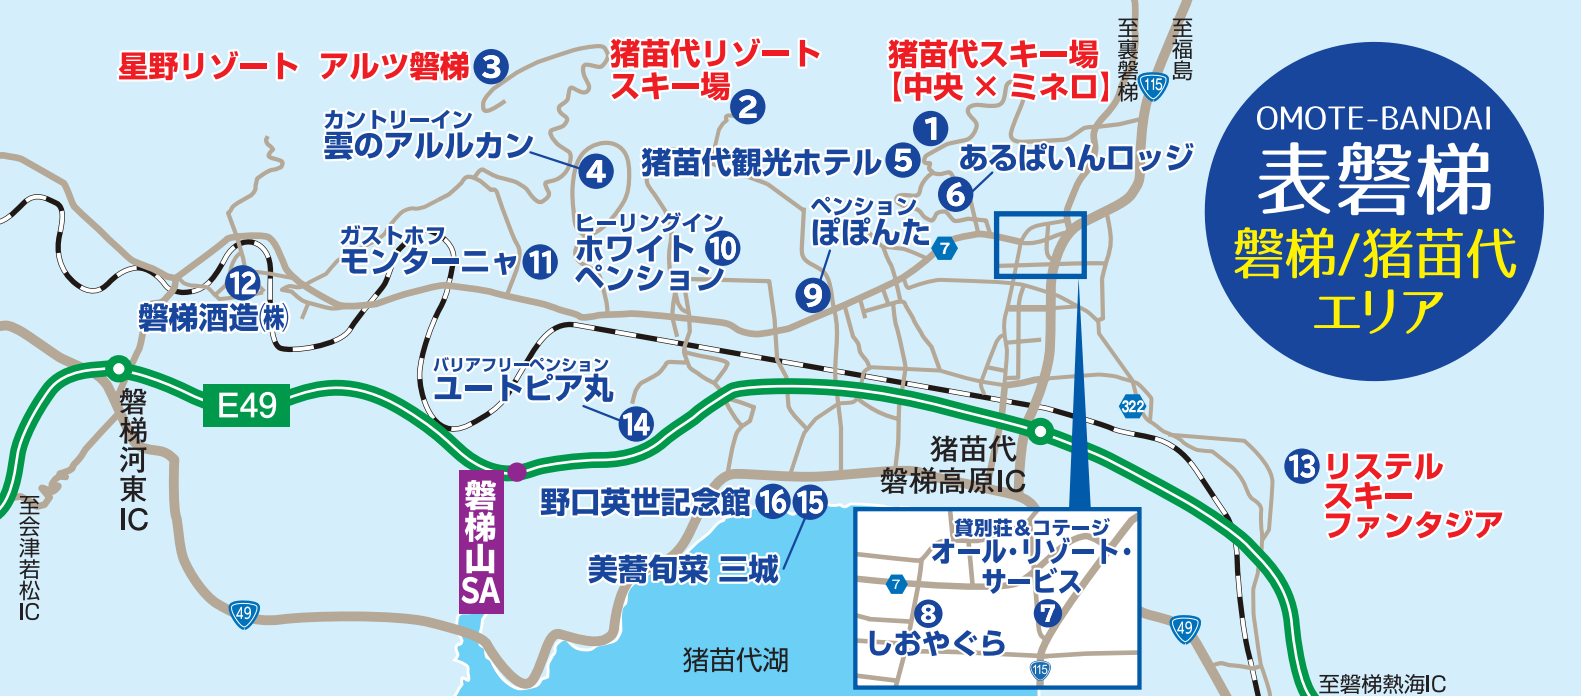 星野リゾート アルツ磐梯 3
猪苗代リゾート
スキー場
2
猪苗代スキー場
【中央 × ミネロ】
1
至裏磐梯
至福島
115
OMOTE-BANDAI
表磐梯
磐梯/猪苗代
エリア
カントリーイン
雲のアルルカン
4
猪苗代観光ホテル 5
あるぱいんロッジ
6
ペンション
ぽぽんた
7
9
ガストホフ
モンターニャ 11
ヒーリングイン
ホワイト
ペンション
10
12
磐梯酒造㈱
バリアフリーペンション
ユートピア丸
14
E49
磐梯河東IC
至会津若松IC
磐梯山SA
猪苗代
磐梯高原IC
322
13 リステル
スキー
ファンタジア
野口英世記念館 16 15
美蕎旬菜 三城
49
猪苗代湖
貸別荘&コテージ
オール・リゾート・
サービス
7
7
8
しおやぐら
115
49
至磐梯熱海IC